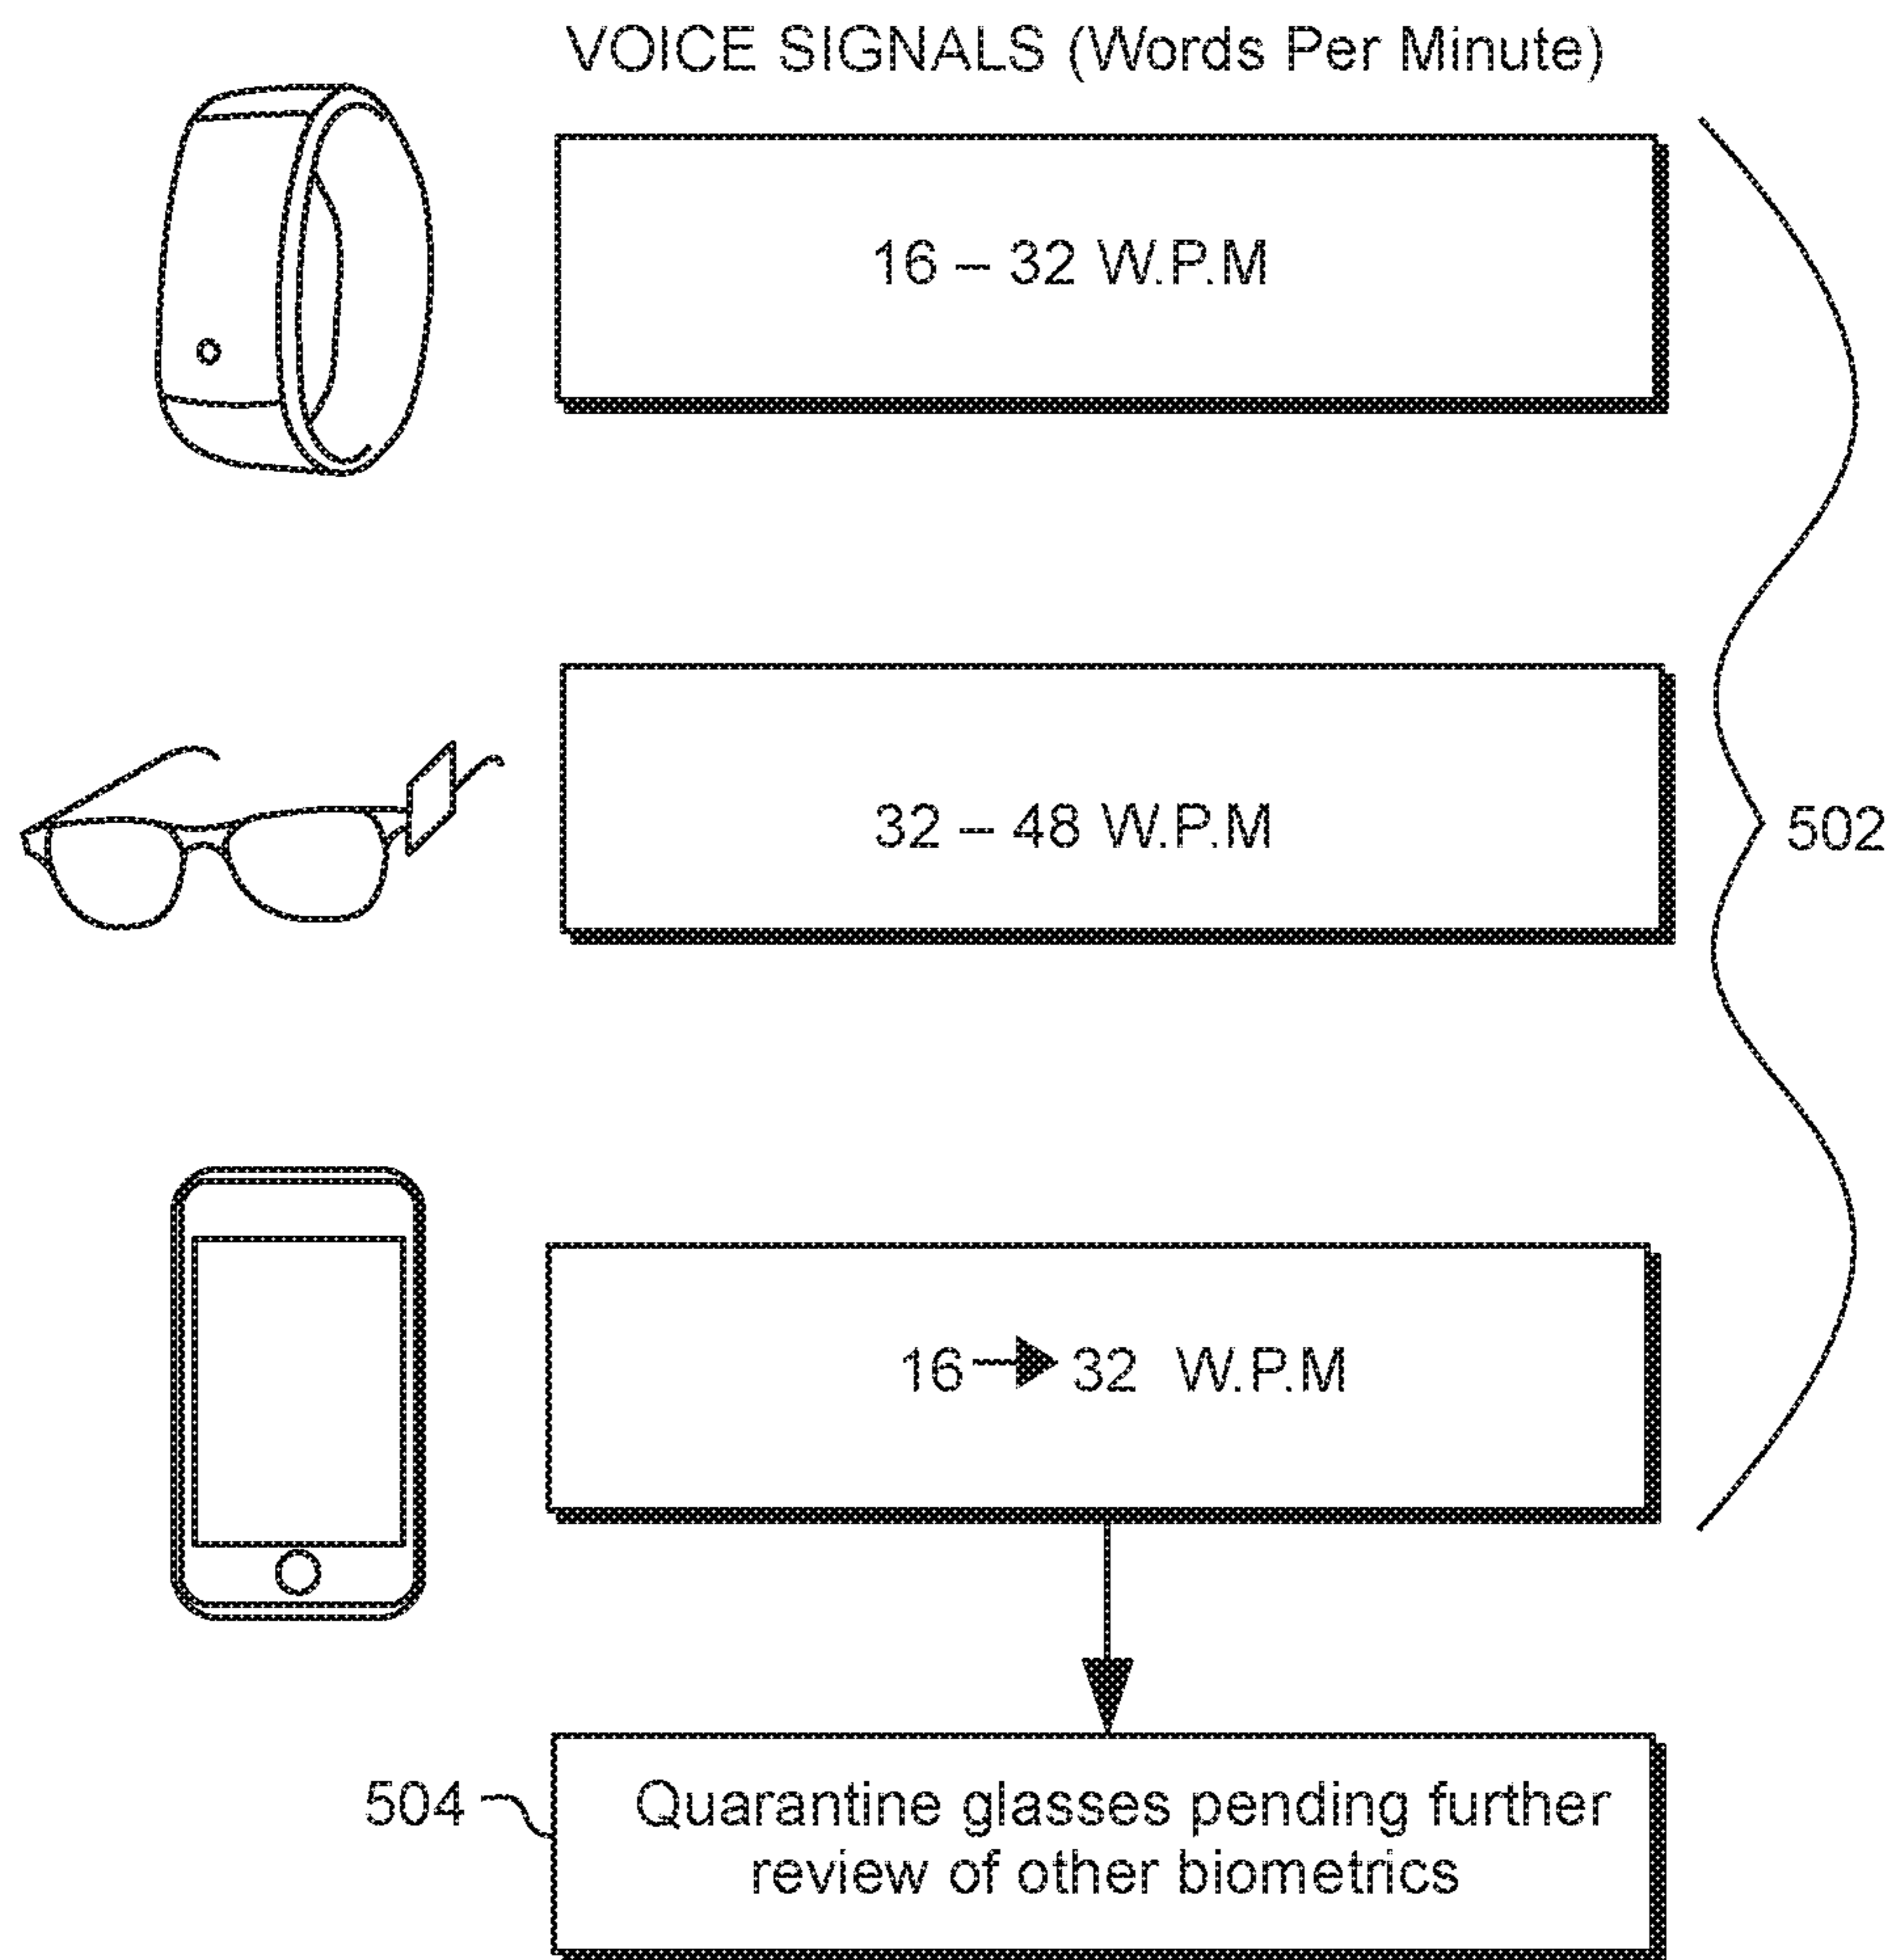 VOICE SIGNALS (Words Per Minute)
16 – 32 W.P.M
32 – 48 W.P.M
502
16 → 32 W.P.M
504
Quarantine glasses pending further
review of other biometrics